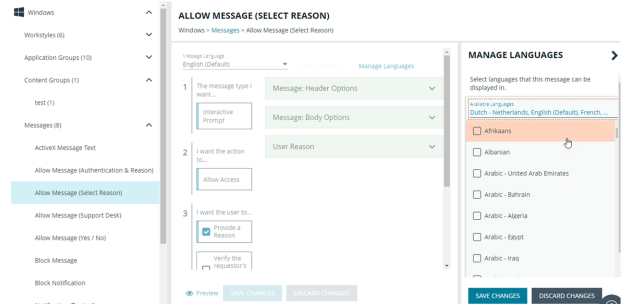 Windows
Workstyles (6)
Application Groups (10)
Content Groups (1)
test (1)
Messages (8)
ActiveX Message Text
Allow Message (Authentication & Reason)
Allow Message (Select Reason)
Allow Message (Support Desk)
Allow Message (Yes / No)
Block Message
Block Notification
ALLOW MESSAGE (SELECT REASON)
Windows > Messages > Allow Message (Select Reason)
Message Language
English (Default)
Manage Languages
1
The message type I
want...
Interactive
Prompt
2
I want the action
to...
Allow Access
3
I want the user to...
Provide a
Reason
Verify the
requestor's
Message: Header Options
Message: Body Options
User Reason
Preview
SAVE CHANGES
DISCARD CHANGES
MANAGE LANGUAGES
Select languages that this message can be
displayed in.
Available Languages
Dutch - Netherlands, English (Default), French, ...
Afrikaans
Albanian
Arabic - United Arab Emirates
Arabic - Bahrain
Arabic - Algeria
Arabic - Egypt
Arabic - Iraq
SAVE CHANGES
DISCARD CHANGES